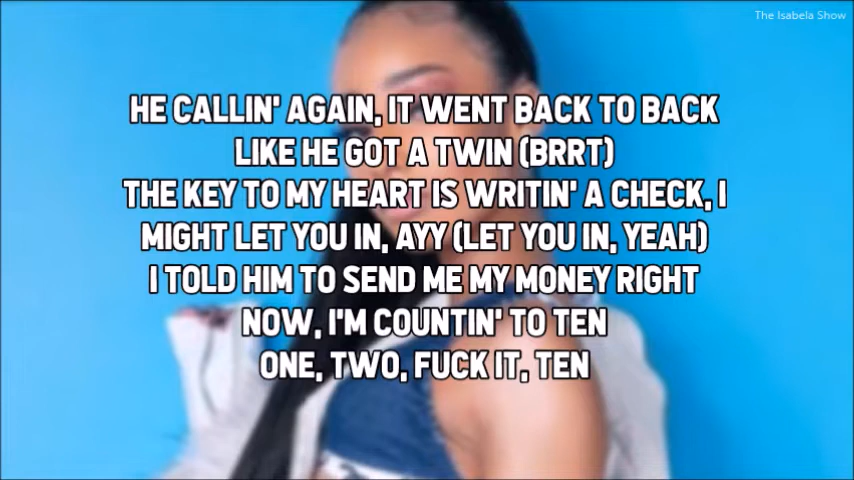 The Isabela Show
HE CALLIN' AGAIN, IT WENT BACK TO BACK
LIKE HE GOT A TWIN (BRRT)
THE KEY TO MY HEART IS WRITIN' A CHECK, I
MIGHT LET YOU IN, AYY (LET YOU IN, YEAH)
I TOLD HIM TO SEND ME MY MONEY RIGHT
NOW, I'M COUNTIN' TO TEN
ONE, TWO, FUCK IT, TEN